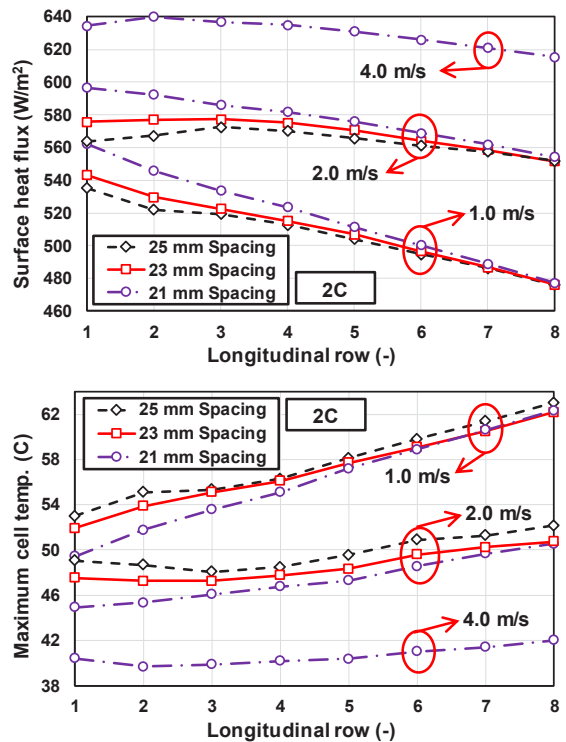 Surface heat flux (W/m²)
640
620
600
580
560
540
520
500
480
460
4.0 m/s
2.0 m/s
1.0 m/s
25 mm Spacing
23 mm Spacing
21 mm Spacing
2C
1 2 3 4 5 6 7 8
Longitudinal row (-)
Maximum cell temp. (C)
62
58
54
50
46
42
38
25 mm Spacing
23 mm Spacing
21 mm Spacing
2C
1.0 m/s
2.0 m/s
4.0 m/s
1 2 3 4 5 6 7 8
Longitudinal row (-)